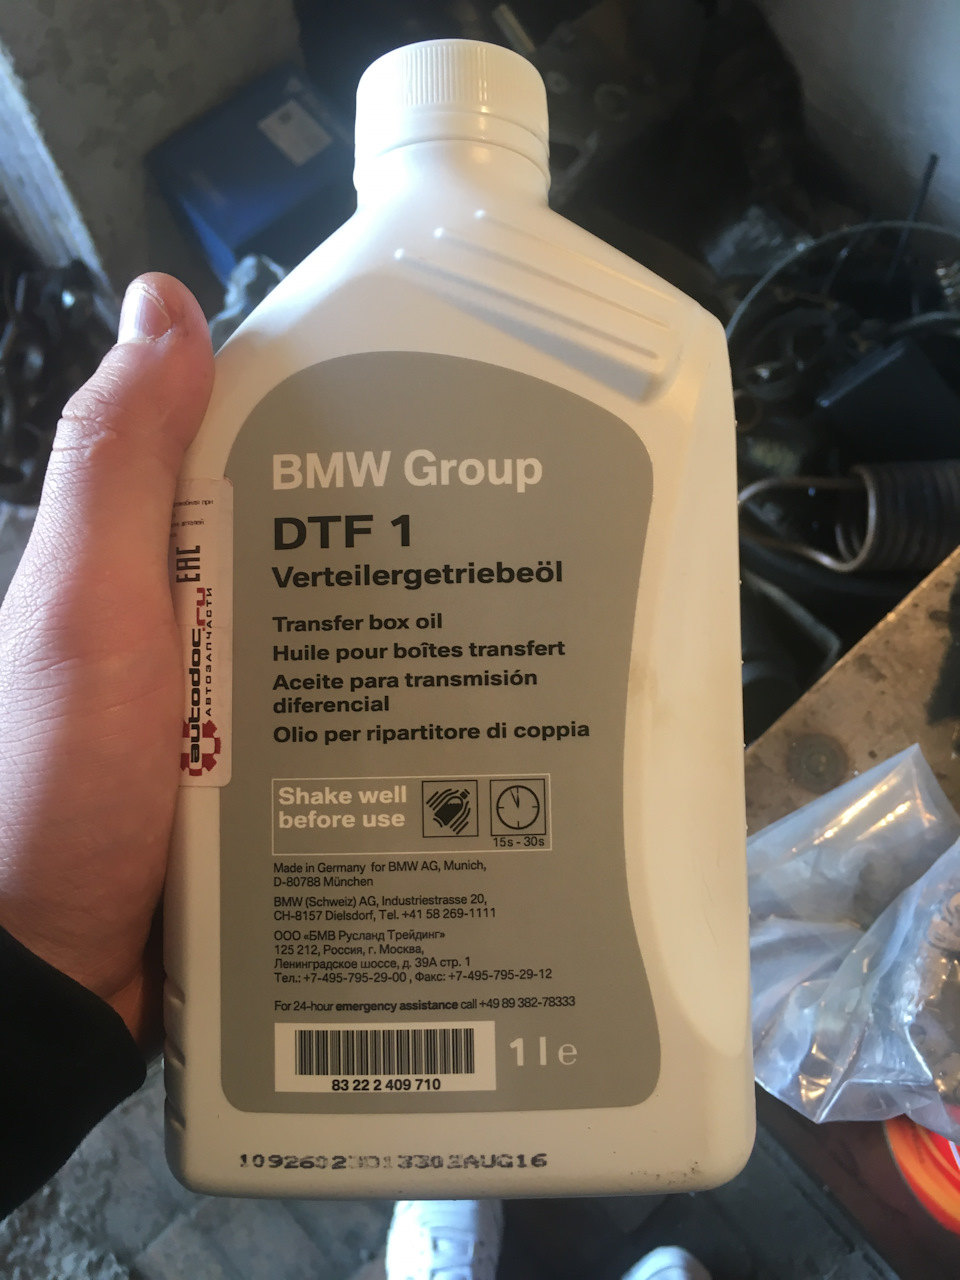 BMW Group
DTF 1
Verteilergetriebeöl
Transfer box oil
Huile pour boîtes transfert
Aceite para transmisión
diferencial
Olio per ripartitore di coppia
Shake well
before use
15s - 30s
Made in Germany for BMW AG, Munich,
D-80788 München
BMW (Schweiz) AG, Industriestrasse 20,
CH-8157 Dielsdorf, Tel. +41 58 269-1111
ООО «БМВ Русланд Трейдинг»
125 212, Россия, г. Москва,
Ленинградское шоссе, д. 39А стр. 1
Тел.: +7-495-795-29-00 , Факс: +7-495-795-29-12
For 24-hour emergency assistance call +49 89 382-78333
83 22 2 409 710
1 l e
AUG16
autodoc.ru
АВТОЗАПЧАСТИ
EAC
при
деталей